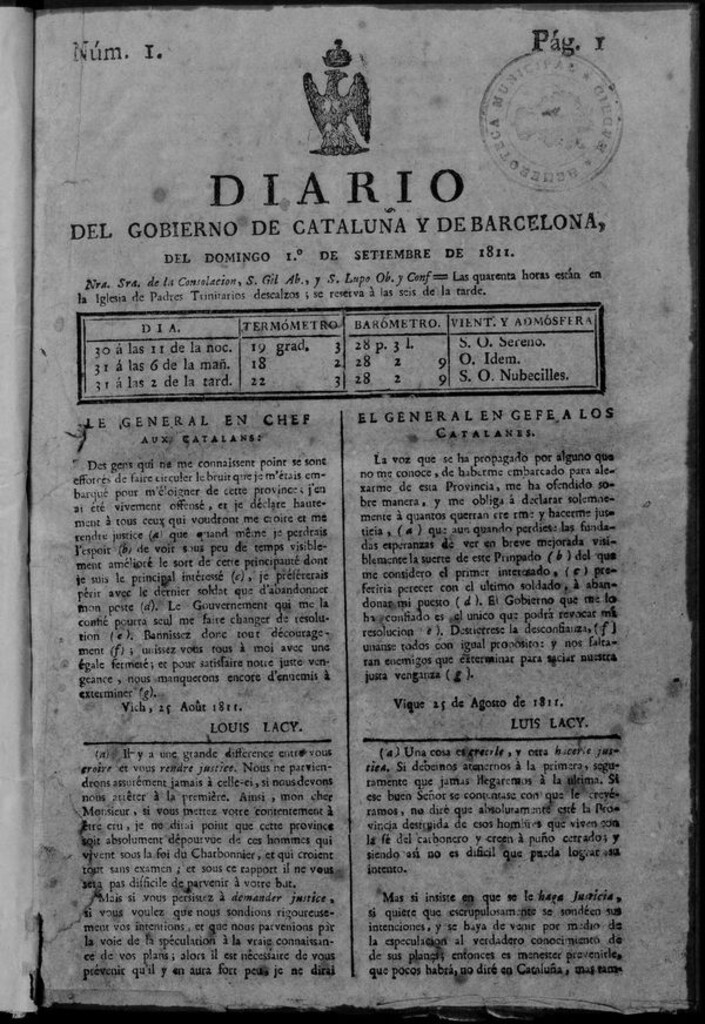 Núm. 1.
Pág. 1
HEMEROTECA MUNICIPAL
DIARIO
DEL GOBIERNO DE CATALUÑA Y DE BARCELONA,
DEL DOMINGO 1.º DE SETIEMBRE DE 1811.
Nra. Sra. de la Consolacion, S. Gil Ab., y S. Lupo Ob. y Conf = Las quarenta horas están en
la Iglesia de Padres Trinitarios descalzos; se reserva á las seis de la tarde.
DIA. TERMÓMETRO BARÓMETRO. VIENT. Y ADMÓSFERA
30 á las 11 de la noc. 19 grad. 3 28 p. 3 l. S. O. Sereno.
31 á las 6 de la mañ. 18 2 28 2 9 O. Idem.
31 á las 2 de la tard. 22 3 28 2 9 S. O. Nubecilles.
LE GENERAL EN CHEF
AUX CATALANS:
Des gens qui ne me connaissent point se sont
efforcés de faire circuler le bruit que je m'étais em-
barqué pour m'éloigner de cette province; j'en
ai été vivement offensé, et je déclare haute-
ment à tous ceux qui voudront me croire et me
rendre justice (a) que quand même je perdrais
l'espoir (b) de voir sous peu de temps visible-
ment amélioré le sort de cette principauté dont
je suis le principal intéressé (c), je préférerais
périr avec le dernier soldat que d'abandonner
mon poste (d). Le Gouvernement qui me la
confié pourra seul me faire changer de resolu-
tion (e). Bannissez donc tout décourage-
ment (f); unissez vous tous à moi avec une
égale fermeté; et pour satisfaire notre juste ven-
geance, nous manquerons encore d'ennemis à
exterminer (g).
Vich, 25 Août 1811.
LOUIS LACY.
(a) Il y a une grande différence entre vous
croire et vous rendre justice. Nous ne parvien-
drons assurément jamais à celle-ci, si nous devons
nous arrêter à la première. Ainsi, mon cher
Monsieur, si vous mettez votre contentement à
être cru, je ne dirai point que cette province
soit absolument dépourvue de ces hommes qui
vivent sous la foi du Charbonnier, et qui croient
tout sans examen; et sous ce rapport il ne vous
sera pas difficile de parvenir à votre but.
Mais si vous persistez à demander justice,
si vous voulez que nous sondions rigoureuse-
ment vos intentions, et que nous parvenions par
la voie de la spéculation à la vraie connaissan-
ce de vos plans; alors il est nécessaire de vous
prévenir qu'il y en aura fort peu, je ne dirai
EL GENERAL EN GEFE A LOS
CATALANES.
La voz que se ha propagado por alguno que
no me conoce, de haberme embarcado para ale-
xarme de esta Provincia, me ha ofendido sobre
manera, y me obliga á declarar solemne-
mente á quantos querran creerme y hacerme jus-
ticia, (a) que aun quando perdiese las funda-
das esperanzas de ver en breve mejorada visi-
blemente la suerte de este Prinpado (b) del que
me considero el primer interesado, (c) pre-
feriria perecer con el ultimo soldado, á aban-
donar mi puesto (d). El Gobierno que me lo
ha confiado es el unico que podrá revocar mi
resolucion (e). Destierrese la desconfianza, (f)
unanse todos con igual proposito: y nos falta-
ran enemigos que exterminar para saciar nuestra
justa venganza (g).
Vique 25 de Agosto de 1811.
LUIS LACY.
(a) Una cosa es creerle, y otra hacerle jus-
ticia. Si debeinos atenernos à la primera, segu-
ramente que jamas llegaremos à la última. Si
ese buen Señor se contentase con que le creyé-
ramos, no diré que absoluramante esté la Pro-
vincia destruida de esos hombres que viven con
la fé del carbonero y creen à puño cerrado; y
siendo asi no es dificil que pueda lograr su
intento.
Mas si insiste en que se le haga Justicia,
si quiere que escrupulosamente se sondeen sus
intenciones, y se haya de venir por medio de
la especulacion al verdadero conocimiento de
de sus planes; entonces es menester prevenirle,
que pocos habrá, no diré en Cataluña, mas tam-